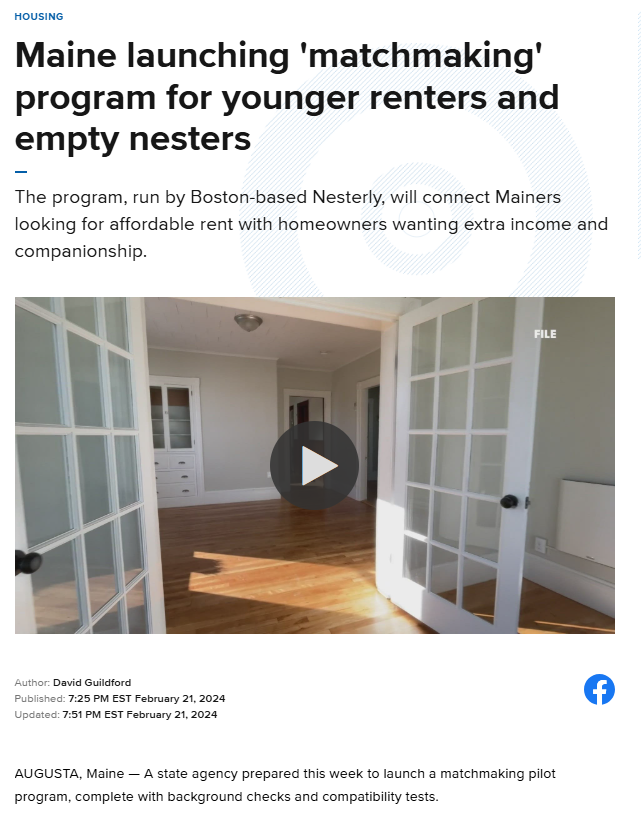 HOUSING
Maine launching 'matchmaking'
program for younger renters and
empty nesters
The program, run by Boston-based Nesterly, will connect Mainers
looking for affordable rent with homeowners wanting extra income and
companionship.
FILE
Author: David Guildford
Published: 7:25 PM EST February 21, 2024
Updated: 7:51 PM EST February 21, 2024
AUGUSTA, Maine — A state agency prepared this week to launch a matchmaking pilot
program, complete with background checks and compatibility tests.